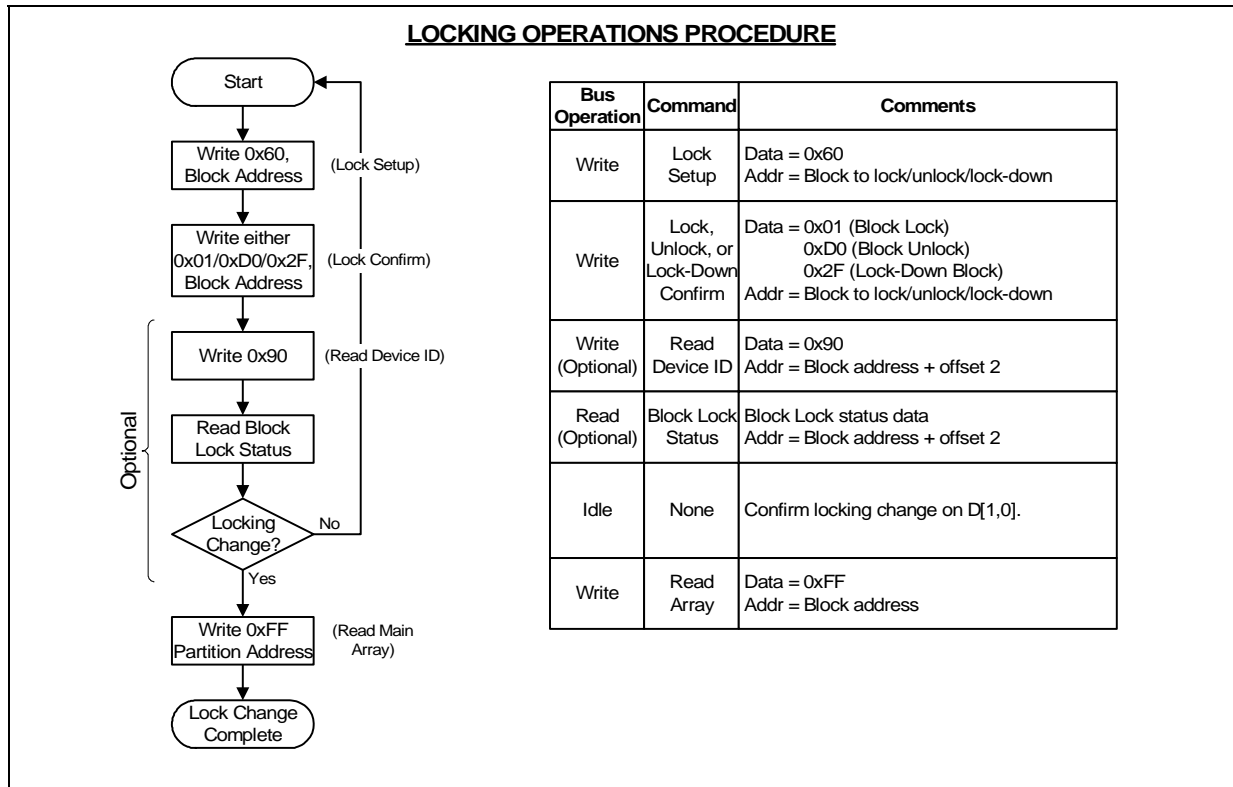 LOCKING OPERATIONS PROCEDURE
Start
Write 0x60,
Block Address
(Lock Setup)
Write either
0x01/0xD0/0x2F,
Block Address
(Lock Confirm)
Write 0x90
(Read Device ID)
Read Block
Lock Status
Optional
Locking
Change?
No
Yes
Write 0xFF
Partition Address
(Read Main
Array)
Lock Change
Complete
Bus
Operation
Command
Comments
Write
Lock
Setup
Data = 0x60
Addr = Block to lock/unlock/lock-down
Write
Lock,
Unlock, or
Lock-Down
Confirm
Data = 0x01 (Block Lock)
0xD0 (Block Unlock)
0x2F (Lock-Down Block)
Addr = Block to lock/unlock/lock-down
Write
(Optional)
Read
Device ID
Data = 0x90
Addr = Block address + offset 2
Read
(Optional)
Block Lock
Status
Block Lock status data
Addr = Block address + offset 2
Idle
None
Confirm locking change on D[1,0].
Write
Read
Array
Data = 0xFF
Addr = Block address